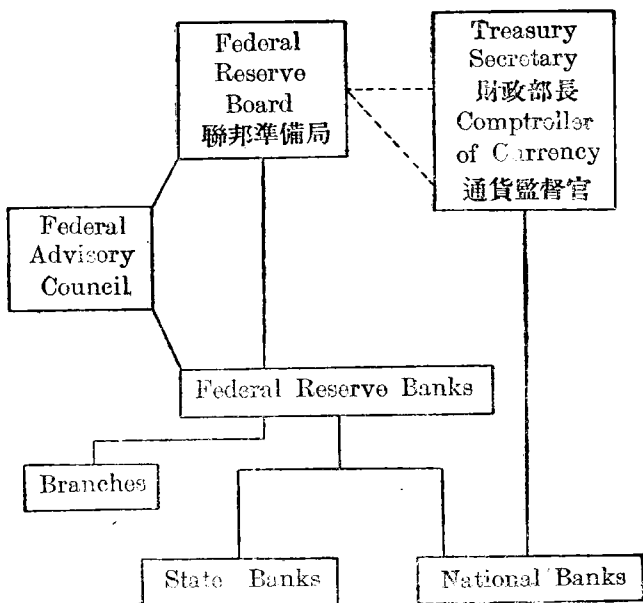 Federal
Reserve
Board
聯邦準備局
Treasury
Secretary
財政部長
Comptroller
of Currency
通貨監督官
Federal
Advisory
Council
Federal Reserve Banks
Branches
State Banks
National Banks